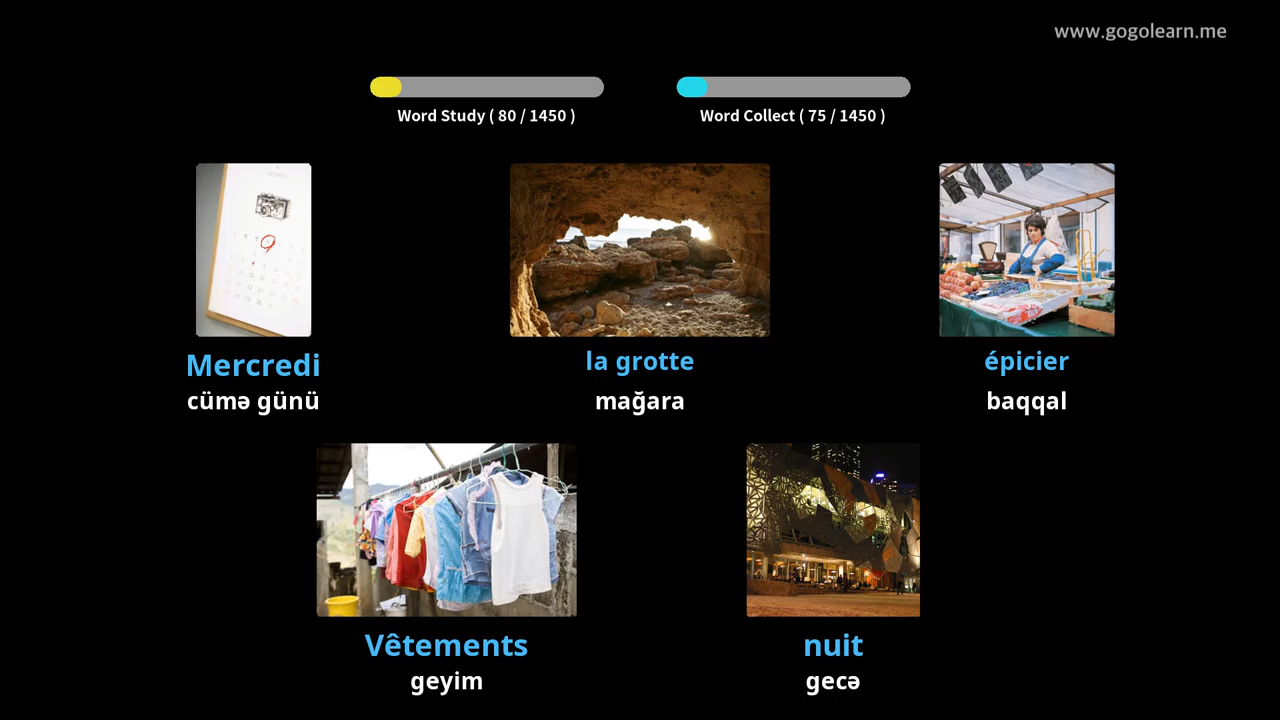 www.gogolearn.me
Word Study ( 80 / 1450 )
Word Collect ( 75 / 1450 )
Mercredi
cümə günü
la grotte
mağara
épicier
baqqal
Vêtements
geyim
nuit
gecə